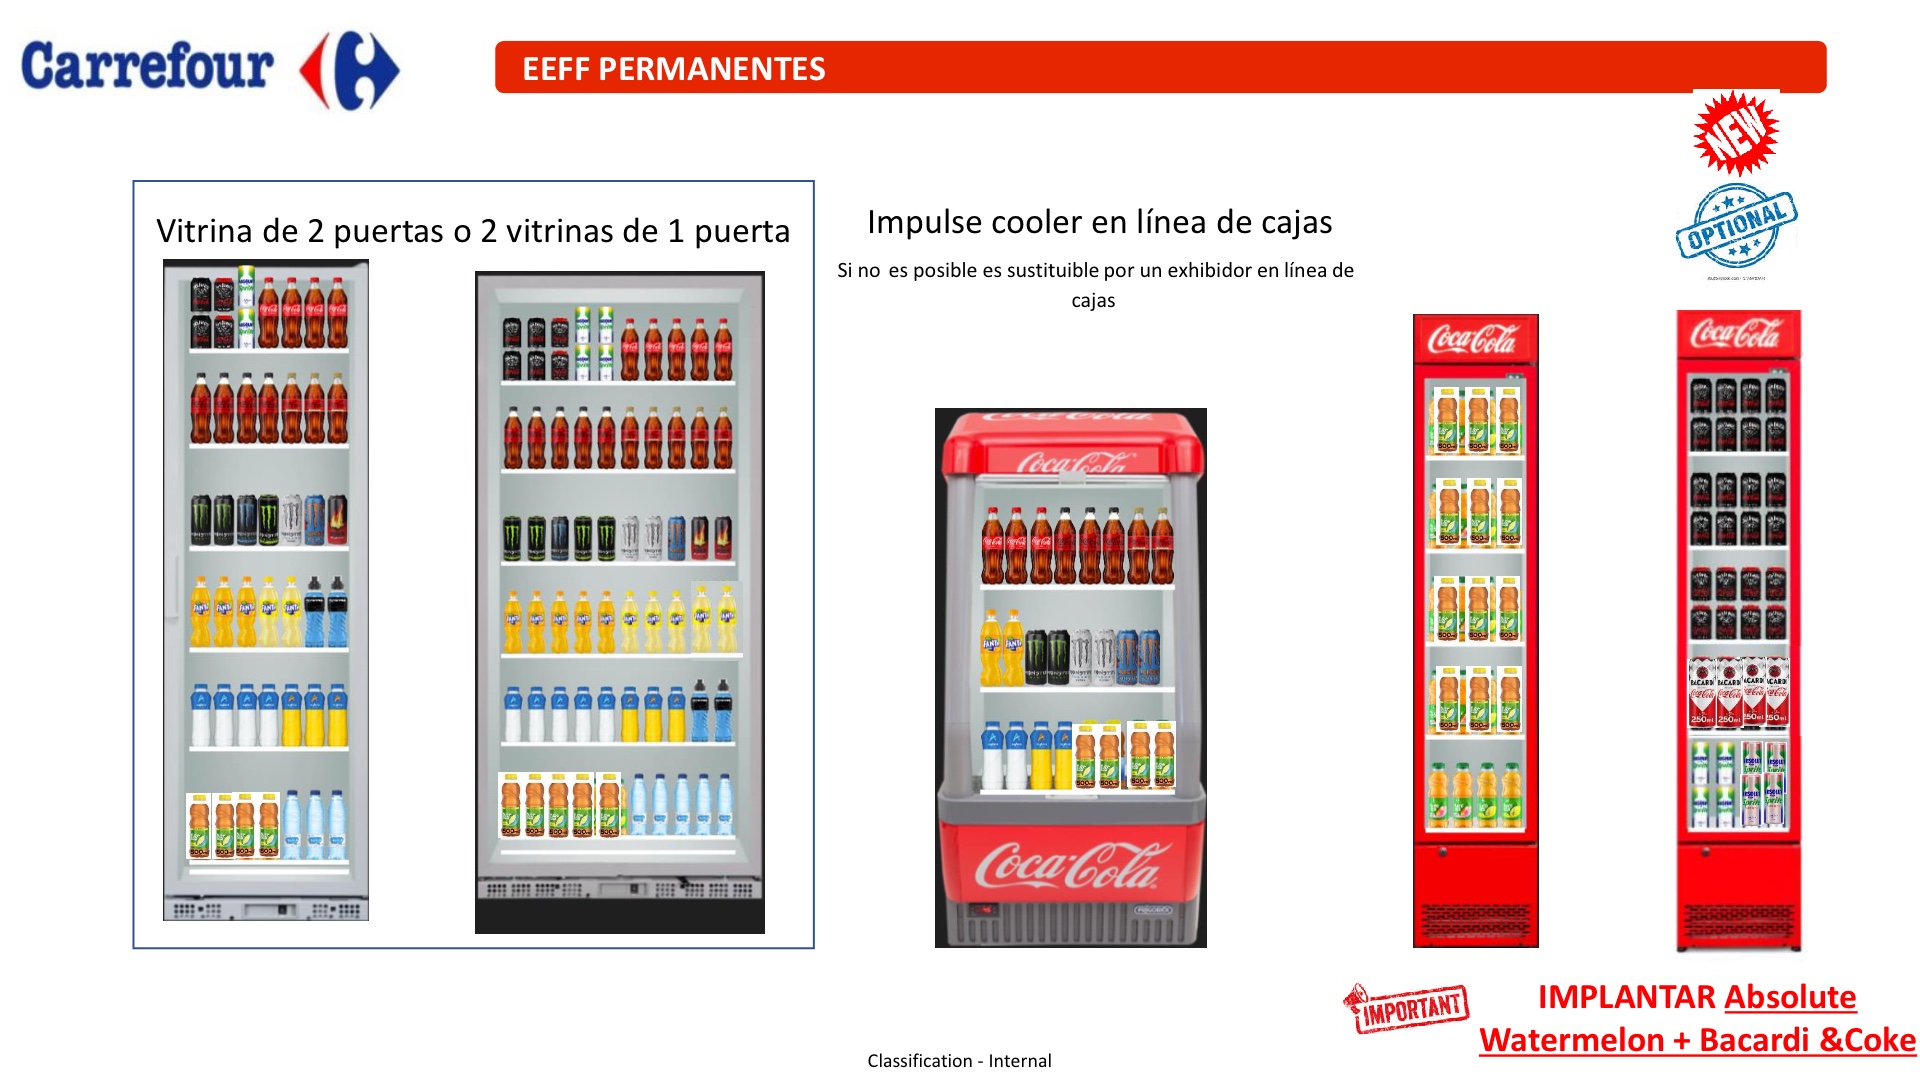 Carrefour
EEFF PERMANENTES
NEW
OPTIONAL
Vitrina de 2 puertas o 2 vitrinas de 1 puerta
Impulse cooler en línea de cajas
Si no es posible es sustituible por un exhibidor en línea de
cajas
Coca-Cola
Coca-Cola
Coca-Cola
Coca-Cola
BACARDI
250ml
IMPORTANT
IMPLANTAR Absolute
Watermelon + Bacardi &Coke
Classification - Internal